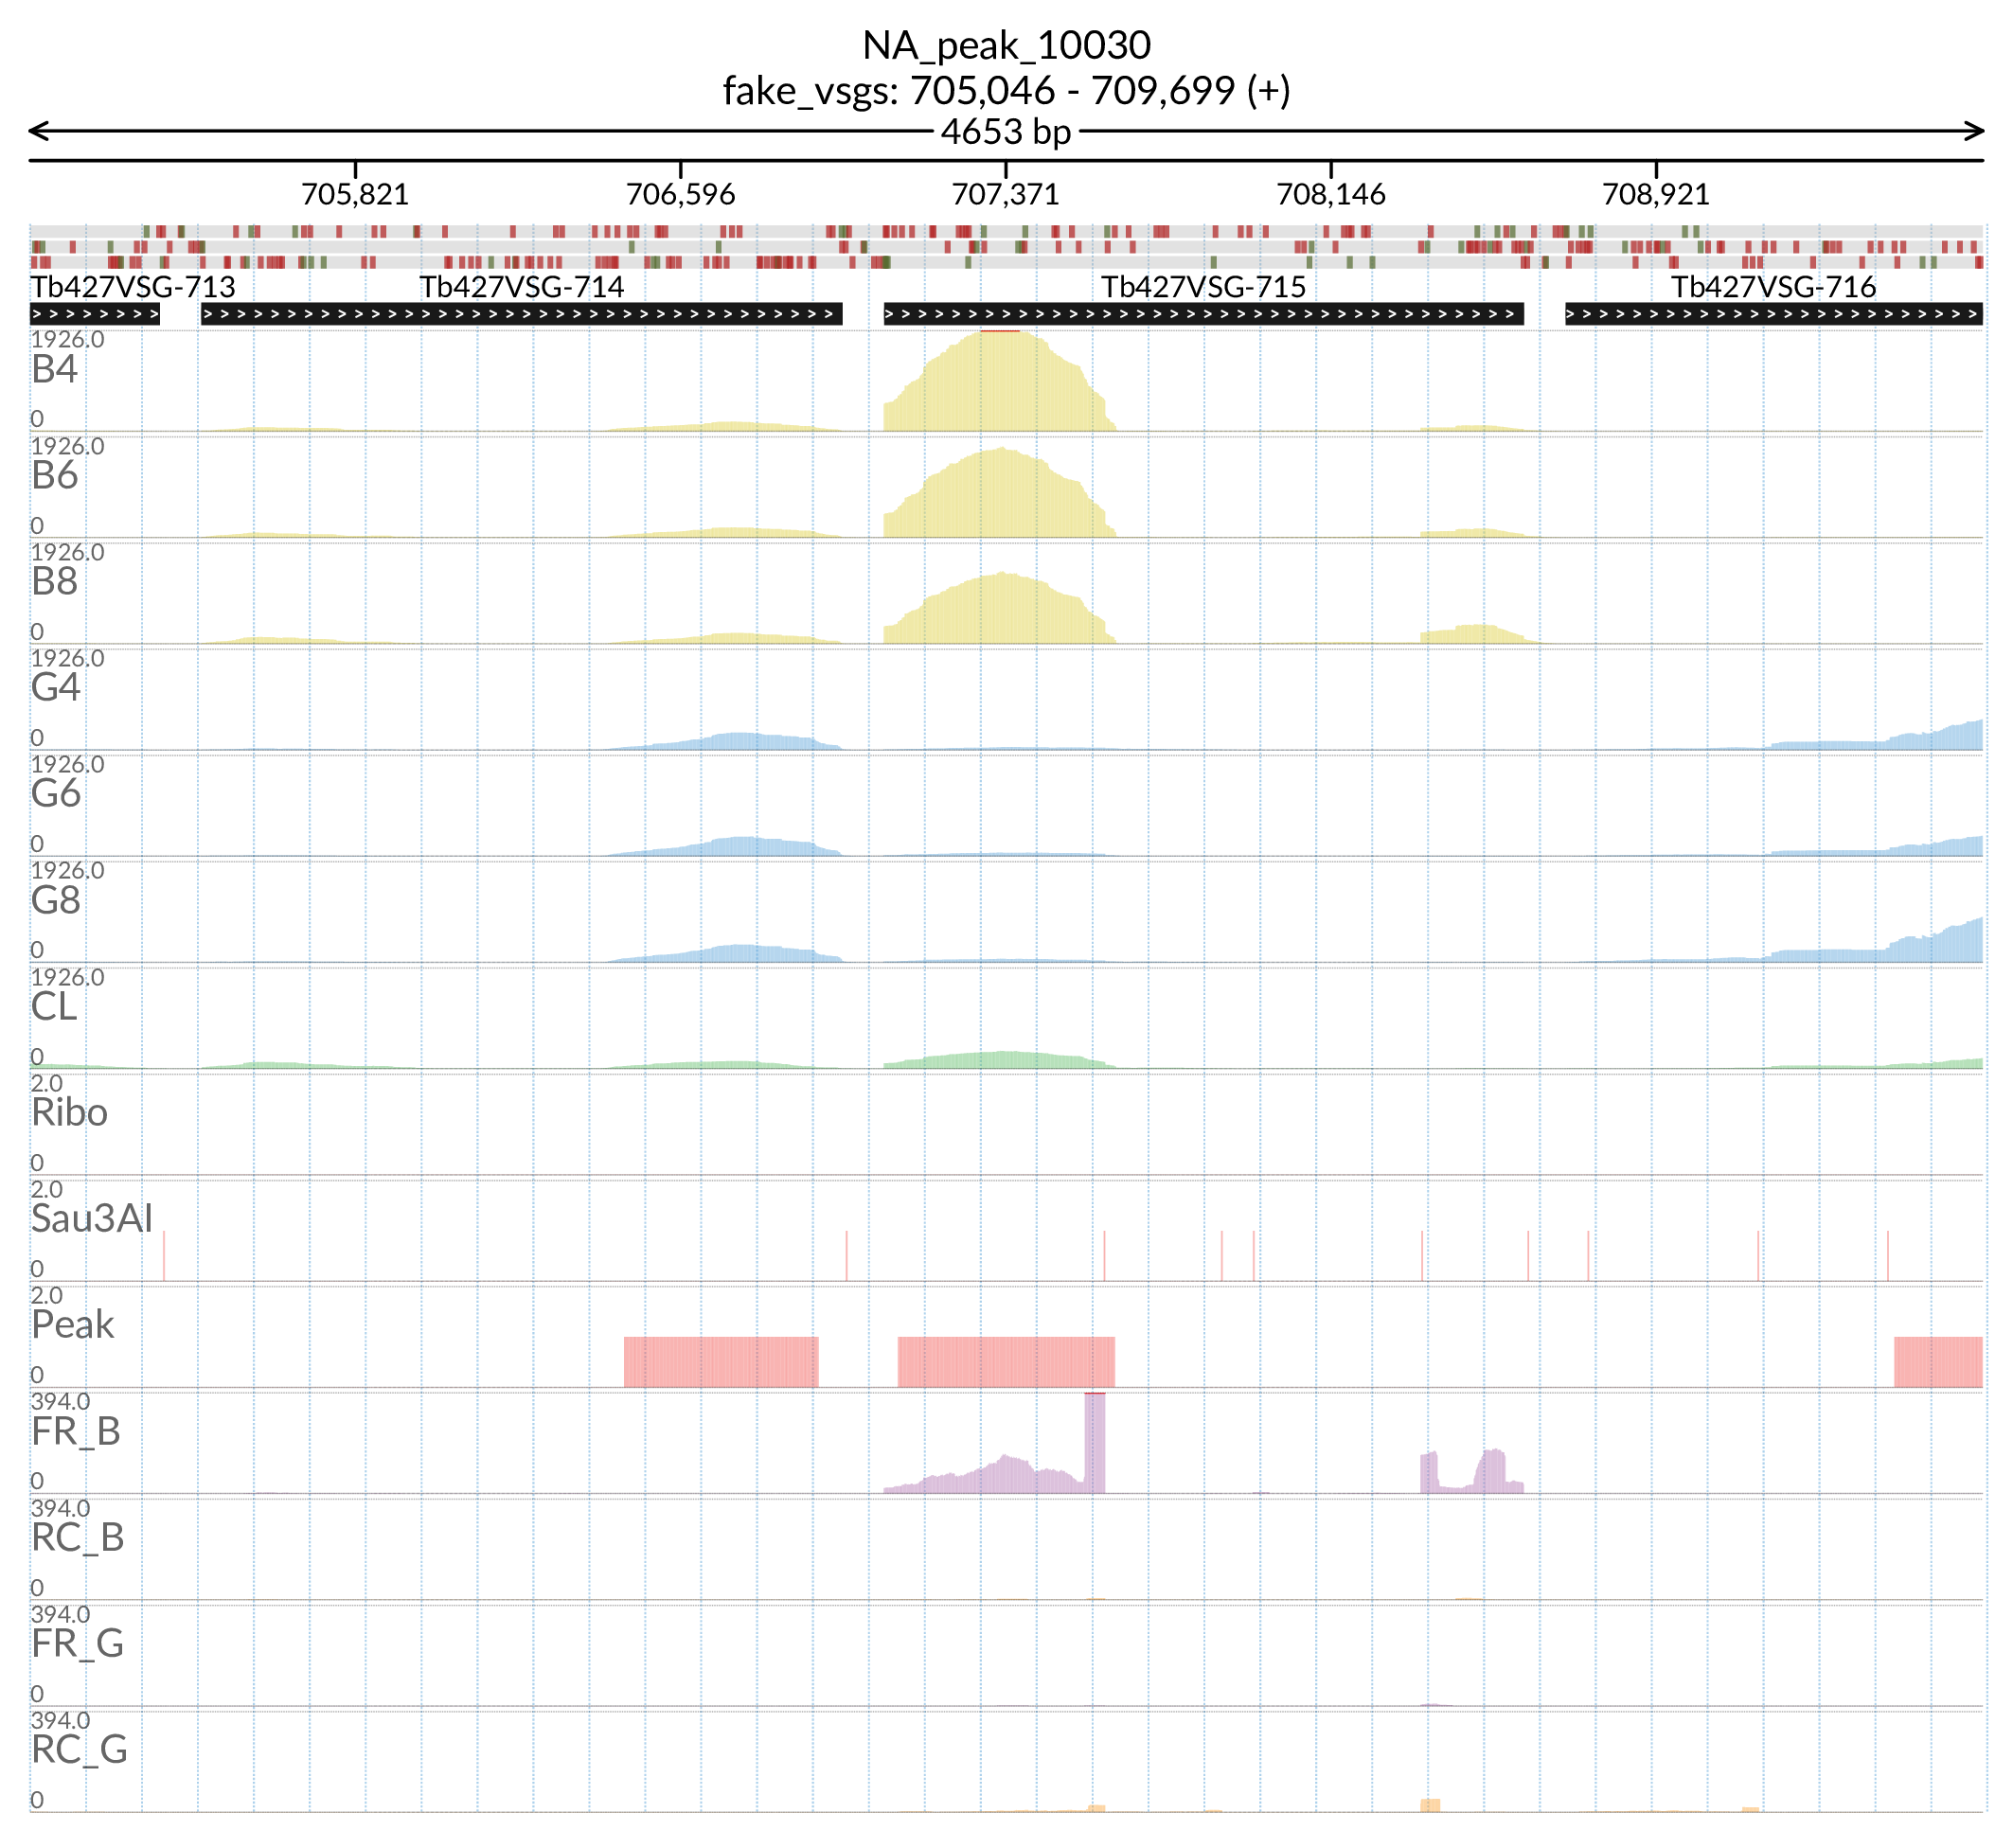 NA_peak_10030
fake_vsgs: 705,046 - 709,699 (+)
4653 bp
705,821 706,596 707,371 708,146 708,921
Tb427VSG-713 Tb427VSG-714 Tb427VSG-715 Tb427VSG-716
1926.0
B4
0
1926.0
B6
0
1926.0
B8
0
1926.0
G4
0
1926.0
G6
0
1926.0
G8
0
1926.0
CL
0
2.0
Ribo
0
2.0
Sau3AI
0
2.0
Peak
0
394.0
FR_B
0
394.0
RC_B
0
394.0
FR_G
0
394.0
RC_G
0